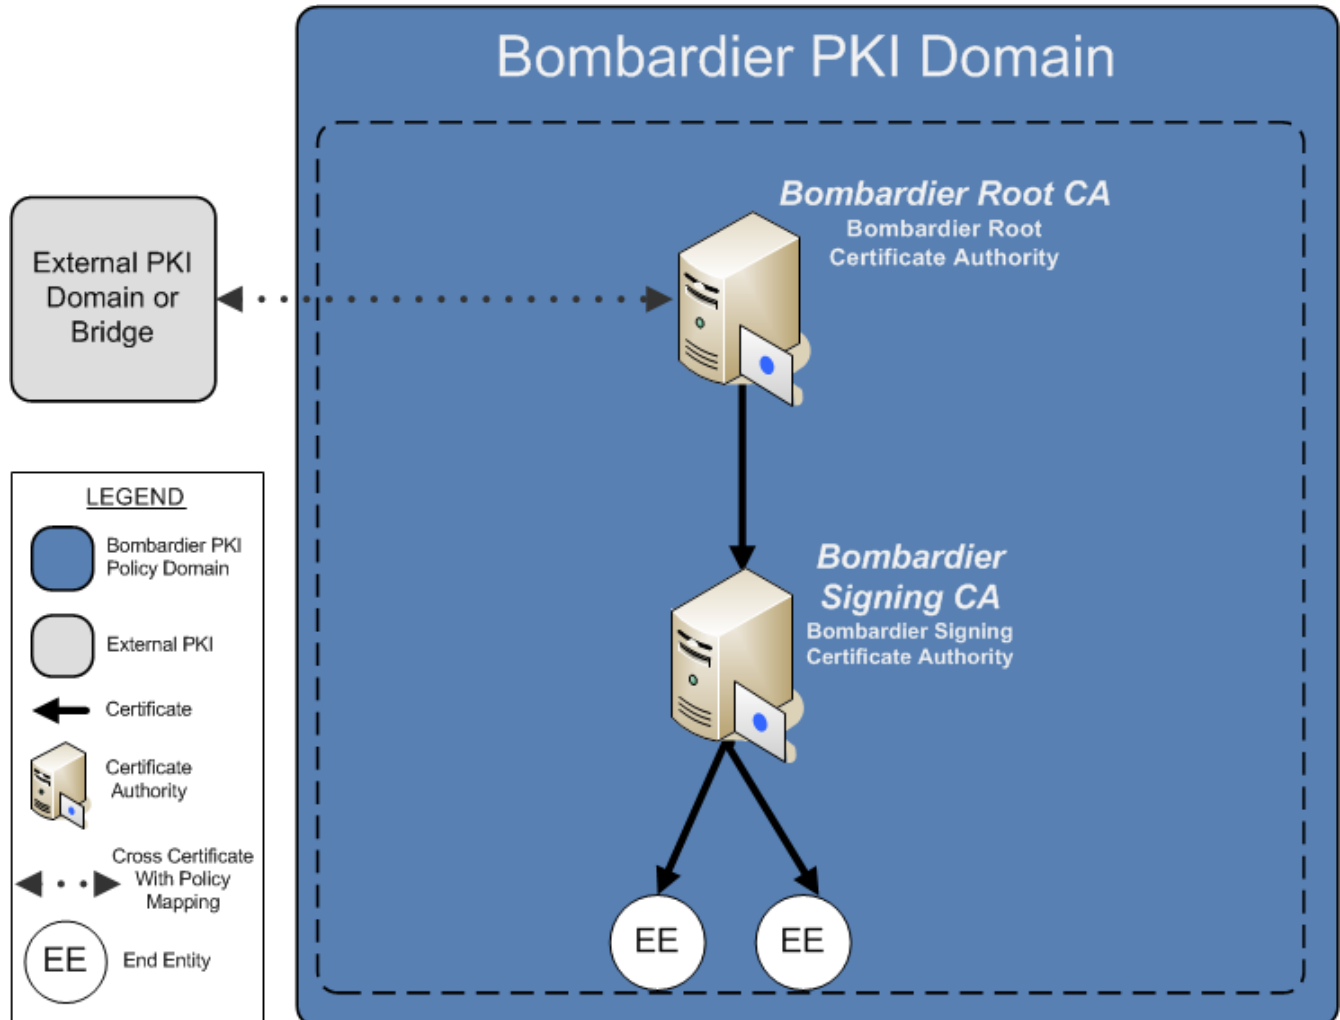 Bombardier PKI Domain
Bombardier Root CA
Bombardier Root
Certificate Authority
External PKI
Domain or
Bridge
Bombardier
Signing CA
Bombardier Signing
Certificate Authority
EE
EE
LEGEND
Bombardier PKI
Policy Domain
External PKI
Certificate
Certificate
Authority
Cross Certificate
With Policy
Mapping
EE
End Entity